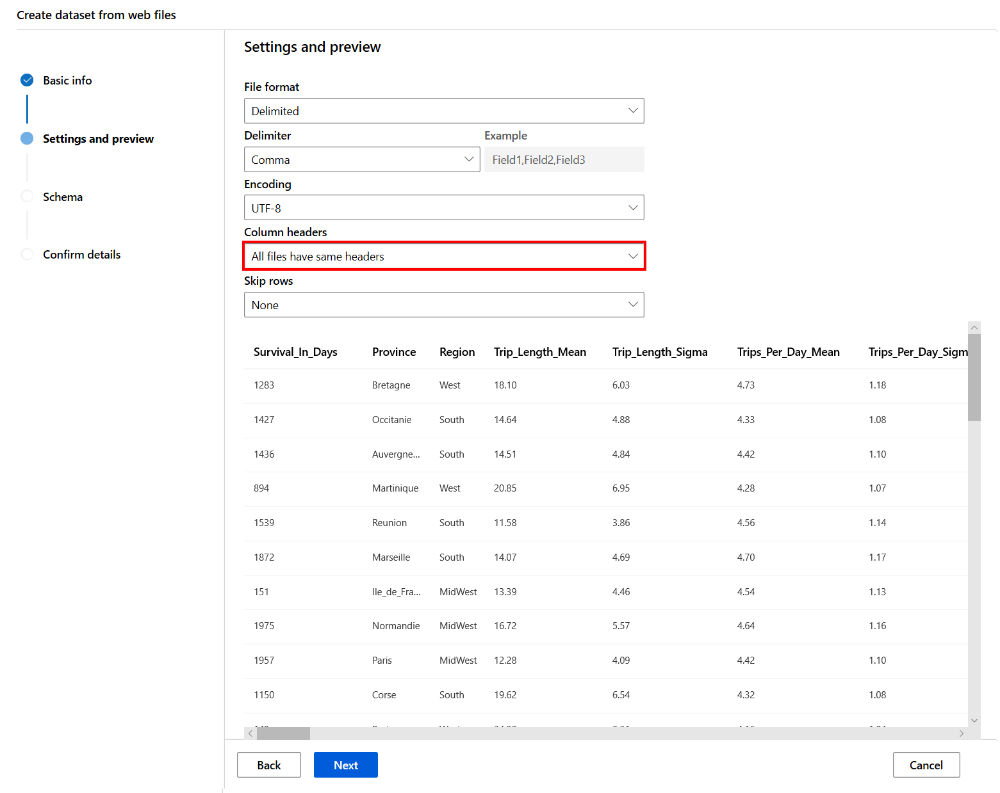 Create dataset from web files
Basic info
Settings and preview
Schema
Confirm details
Settings and preview
File format
Delimited
Delimiter Example
Comma Field1,Field2,Field3
Encoding
UTF-8
Column headers
All files have same headers
Skip rows
None
Survival_In_Days Province Region Trip_Length_Mean Trip_Length_Sigma Trips_Per_Day_Mean Trips_Per_Day_Sigm
1283 Bretagne West 18.10 6.03 4.73 1.18
1427 Occitanie South 14.64 4.88 4.33 1.08
1436 Auvergne... South 14.51 4.84 4.42 1.10
894 Martinique West 20.85 6.95 4.28 1.07
1539 Reunion South 11.58 3.86 4.56 1.14
1872 Marseille South 14.07 4.69 4.70 1.17
151 Ile_de_Fra... MidWest 13.39 4.46 4.54 1.13
1975 Normandie MidWest 16.72 5.57 4.64 1.16
1957 Paris MidWest 12.28 4.09 4.42 1.10
1150 Corse South 19.62 6.54 4.32 1.08
Back Next Cancel